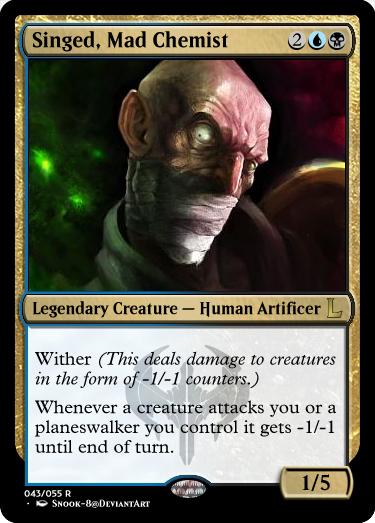 Singed, Mad Chemist 2
Legendary Creature — Human Artificer L
Wither (This deals damage to creatures
in the form of -1/-1 counters.)
Whenever a creature attacks you or a
planeswalker you control it gets -1/-1
until end of turn.
1/5
043/055 R
· Snook-8@DeviantArt